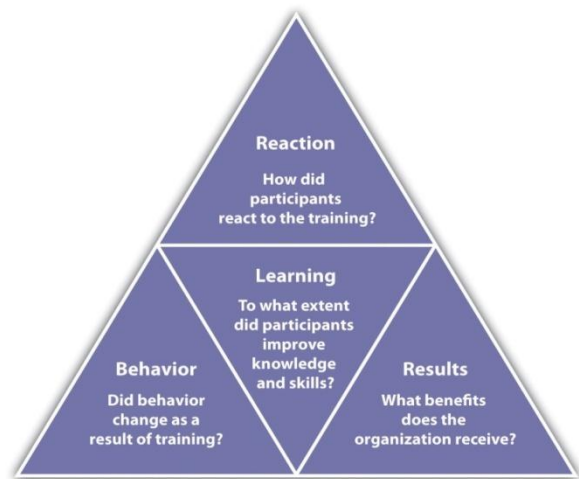 Reaction
How did
participants
react to the training?
Learning
To what extent
did participants
improve
knowledge
and skills?
Behavior
Did behavior
change as a
result of training?
Results
What benefits
does the
organization receive?